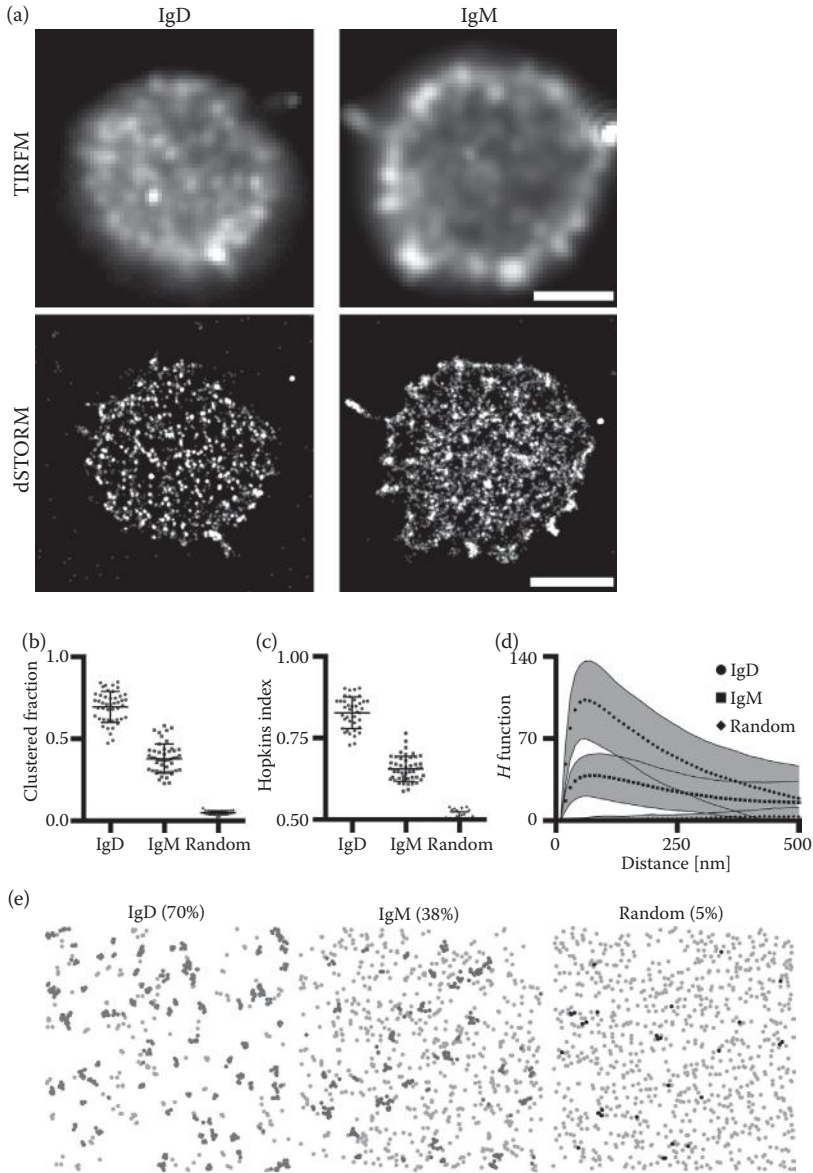 (a)
IgD IgM
TIRFM
dSTORM
(b)
Clustered fraction
1.0
0.5
0.0
IgD IgM Random
(c)
Hopkins index
1.00
0.75
0.50
IgD IgM Random
(d)
H function
140
70
0
0 250 500
Distance [nm]
IgD
IgM
Random
(e)
IgD (70%) IgM (38%) Random (5%)